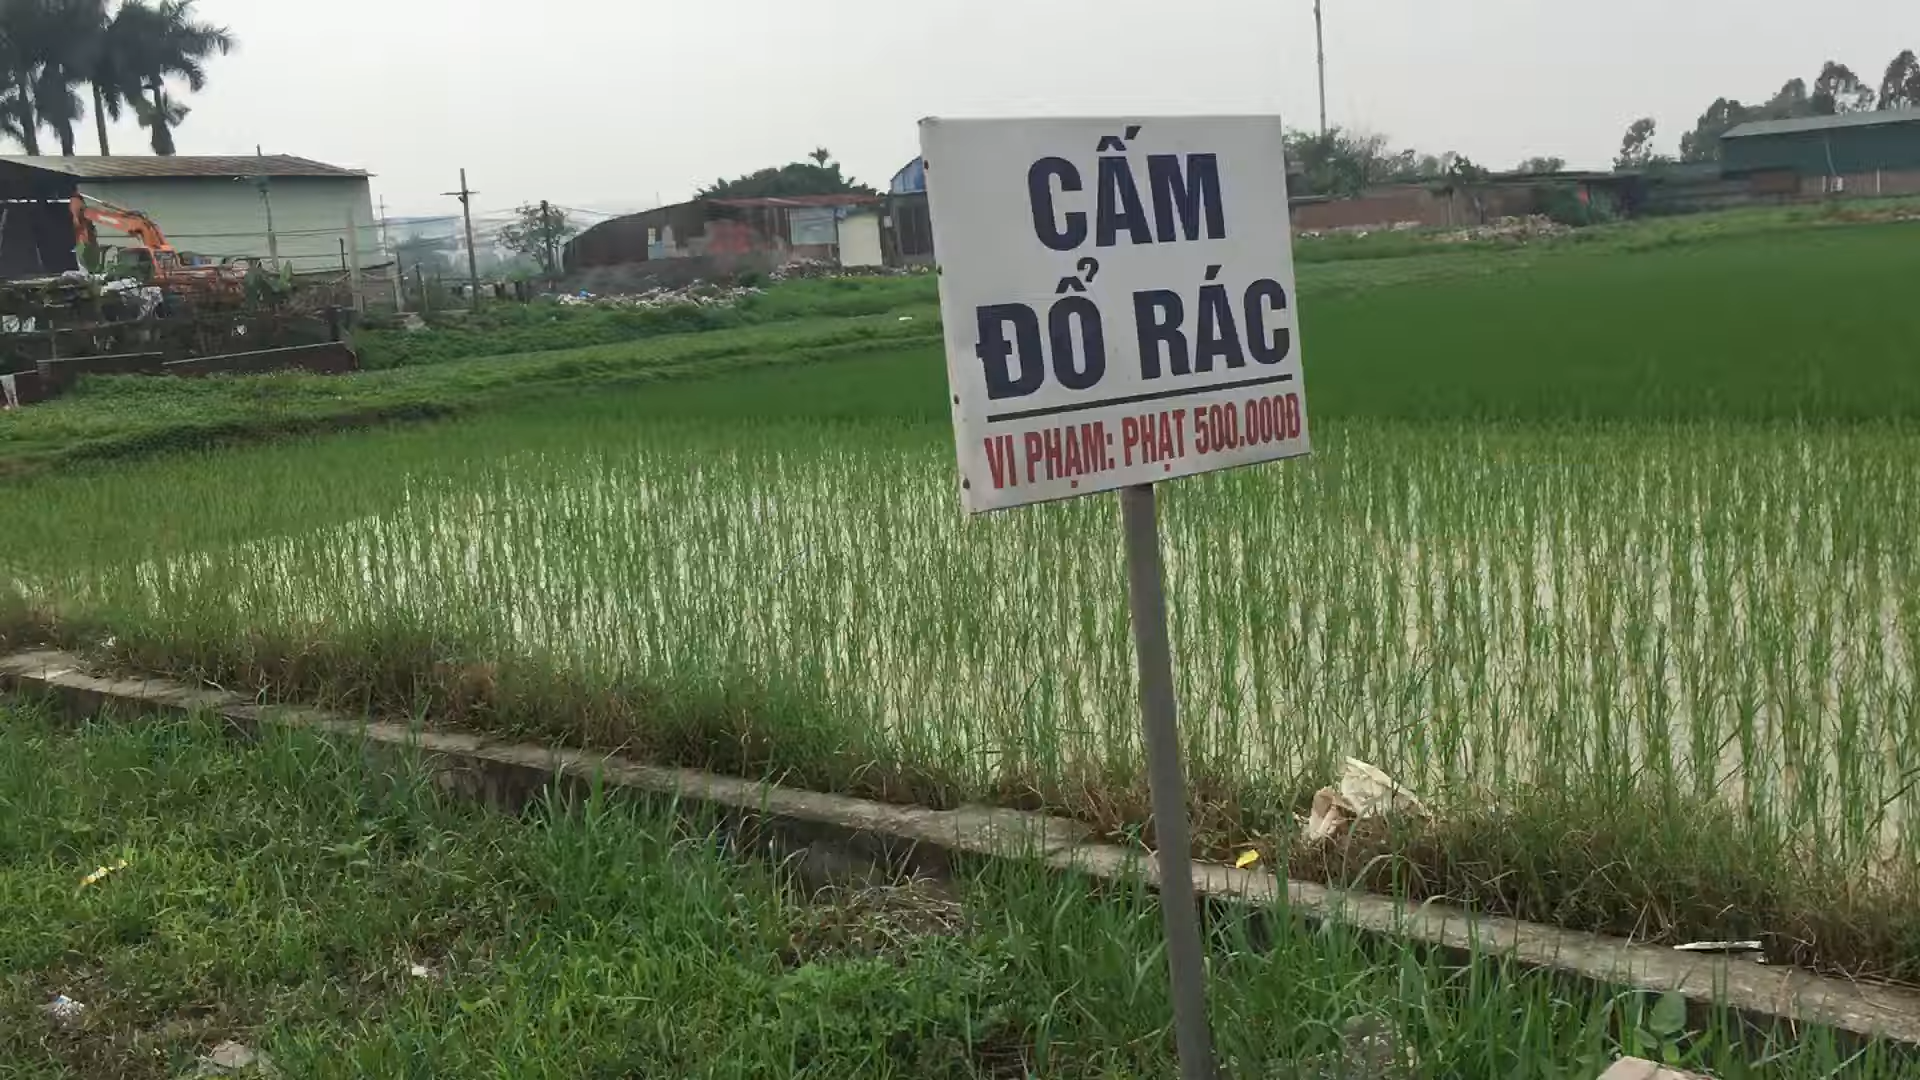 CẤM
ĐỔ RÁC
VI PHẠM: PHẠT 500.000Đ